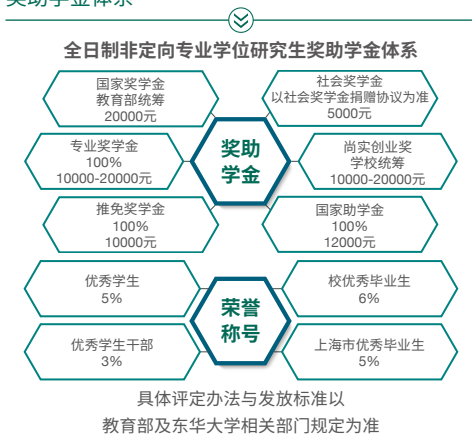 奖助学金体系
全日制非定向专业学位研究生奖助学金体系
国家奖学金
教育部统筹
20000元
社会奖学金
以社会奖学金捐赠协议为准
5000元
专业奖学金
100%
10000-20000元
奖助
学金
尚实创业奖
学校统筹
10000-20000元
推免奖学金
100%
10000元
国家助学金
100%
12000元
优秀学生
5%
荣誉
称号
校优秀毕业生
6%
优秀学生干部
3%
上海市优秀毕业生
5%
具体评定办法与发放标准以
教育部及东华大学相关部门规定为准